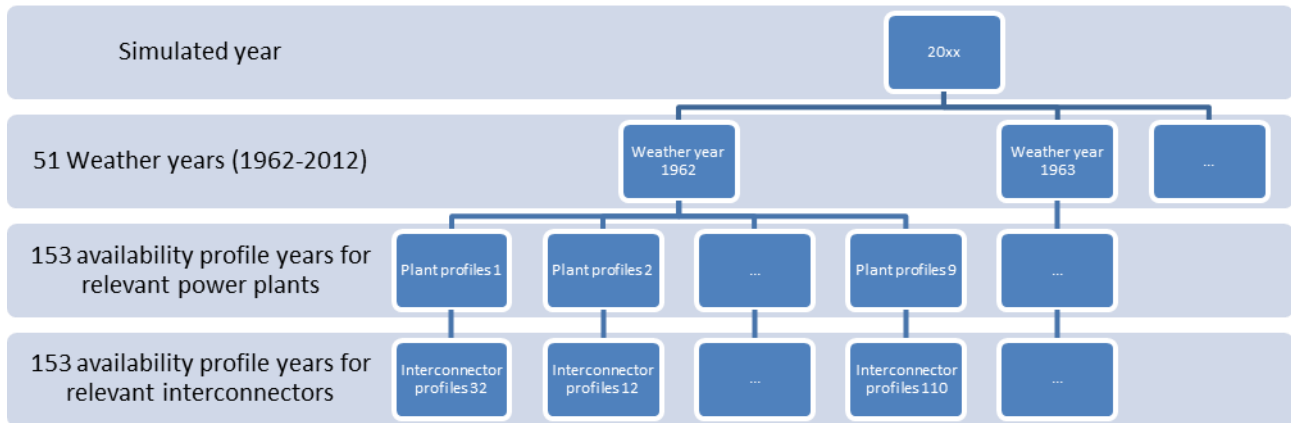 Simulated year
20xx
51 Weather years (1962-2012)
Weather year
1962
Weather year
1963
...
153 availability profile years for
relevant power plants
Plant profiles 1
Plant profiles 2
...
Plant profiles 9
...
153 availability profile years for
relevant interconnectors
Interconnector
profiles 32
Interconnector
profiles 12
...
Interconnector
profiles 110
...